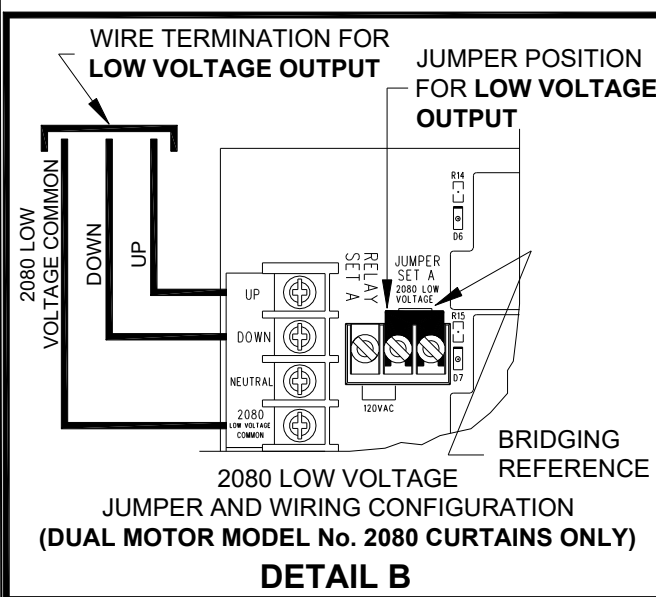 WIRE TERMINATION FOR
LOW VOLTAGE OUTPUT
JUMPER POSITION
FOR LOW VOLTAGE
OUTPUT
2080 LOW
VOLTAGE COMMON
DOWN
UP
R14
D6
RELAY
SET A
JUMPER
SET A
2080 LOW
VOLTAGE
UP
DOWN
NEUTRAL
2080
LOW VOLTAGE
COMMON
R15
D7
120VAC
BRIDGING
REFERENCE
2080 LOW VOLTAGE
JUMPER AND WIRING CONFIGURATION
(DUAL MOTOR MODEL No. 2080 CURTAINS ONLY)
DETAIL B